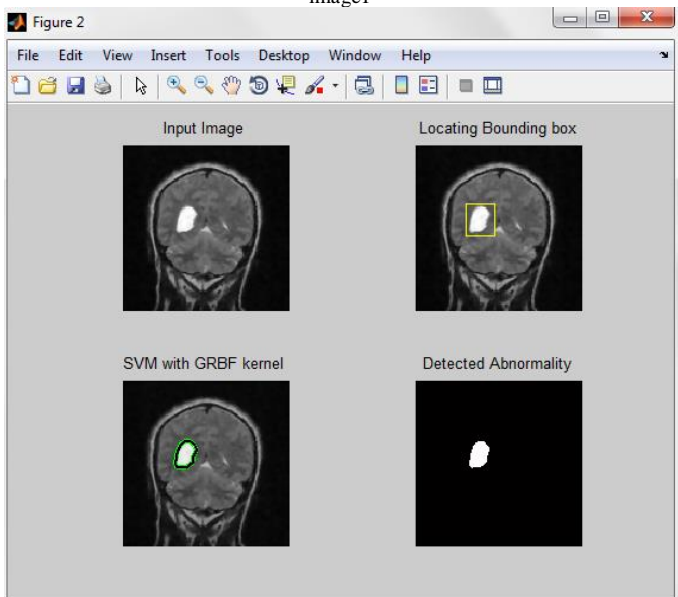 image1
Figure 2
File Edit View Insert Tools Desktop Window Help
Input Image
Locating Bounding box
SVM with GRBF kernel
Detected Abnormality